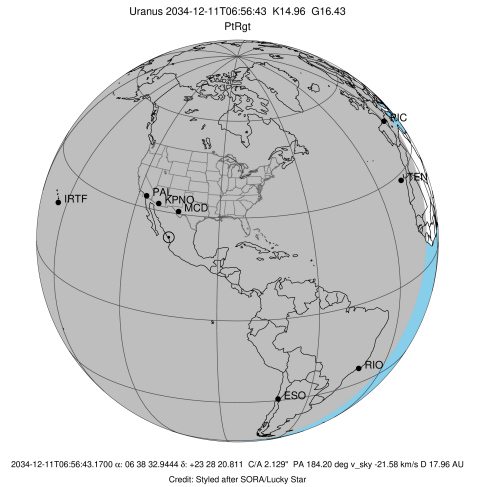 Uranus 2034-12-11T06:56:43 K14.96 G16.43
PtRgt
PIC
TEN
IRTF
PAL
KPNO
MCD
RIO
ESO
2034-12-11T06:56:43.1700 α: 06 38 32.9444 δ: +23 28 20.811 C/A 2.129" PA 184.20 deg v_sky -21.58 km/s D 17.96 AU
Credit: Styled after SORA/Lucky Star